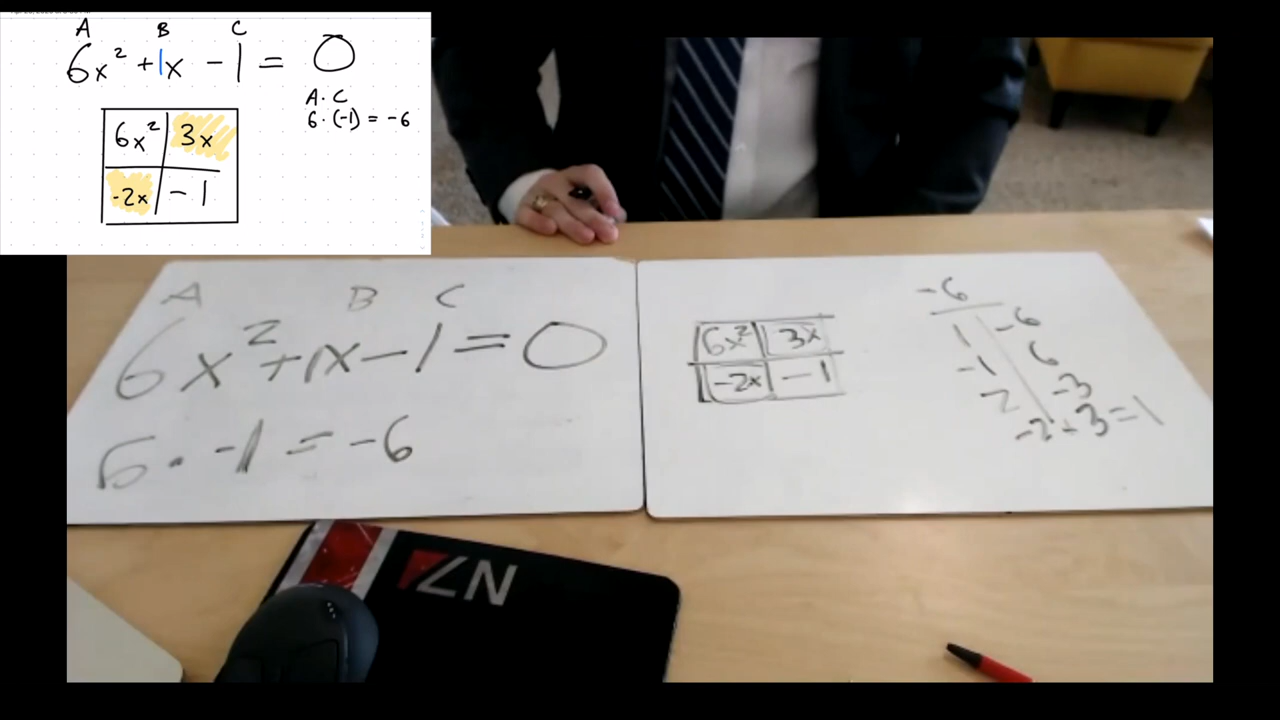 A B C
6x² +1x -1 = 0
A·C
6·(-1) = -6
6x² 3x
-2x -1
A B C
6x²+1x-1=0
6·-1=-6
6x² 3x
-2x -1
-6
1 -6
-1 6
2 -3
-2+3=1
N7